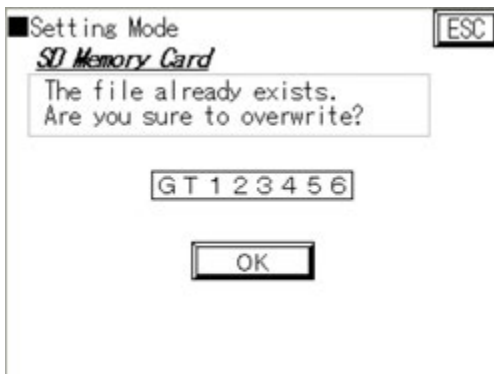 ■Setting Mode
ESC
SD Memory Card
The file already exists.
Are you sure to overwrite?
GT123456
OK